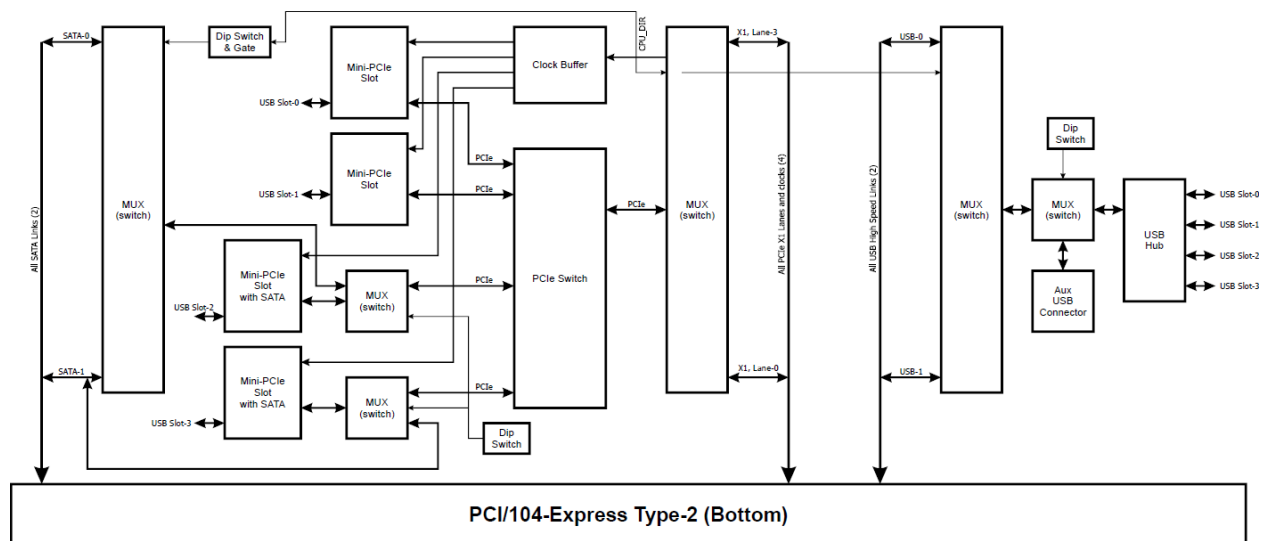 SATA-0
Dip Switch
& Gate
CPU_DIR
X1, Lane-3
USB-0
Mini-PCIe
Slot
Clock Buffer
USB Slot-0
Dip
Switch
Mini-PCIe
Slot
PCIe
USB Slot-1
PCIe
MUX
(switch)
All SATA Links (2)
PCIe
MUX
(switch)
All PCIe X1 Lanes and clocks (4)
All USB High Speed Links (2)
MUX
(switch)
MUX
(switch)
USB
Hub
USB Slot-0
USB Slot-1
USB Slot-2
USB Slot-3
Mini-PCIe
Slot
with SATA
MUX
(switch)
PCIe
PCIe Switch
Aux
USB
Connector
USB Slot-2
SATA-1
Mini-PCIe
Slot
with SATA
MUX
(switch)
PCIe
X1, Lane-0
USB-1
USB Slot-3
Dip
Switch
PCI/104-Express Type-2 (Bottom)